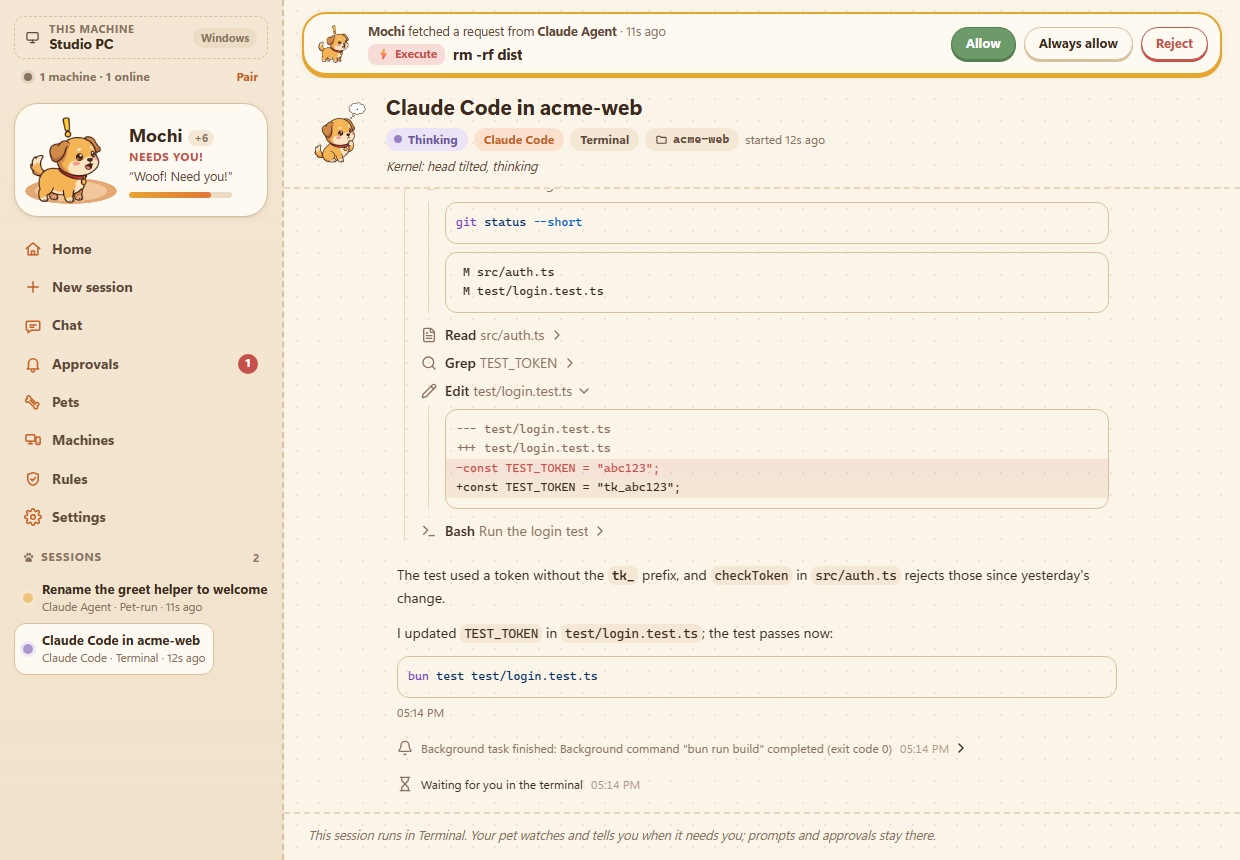 THIS MACHINE
Studio PC
Windows
1 machine · 1 online
Pair
Mochi +6
NEEDS YOU!
“Woof! Need you!”
Home
New session
Chat
Approvals
1
Pets
Machines
Rules
Settings
SESSIONS
2
Rename the greet helper to welcome
Claude Agent · Pet-run · 11s ago
Claude Code in acme-web
Claude Code · Terminal · 12s ago
Mochi fetched a request from Claude Agent · 11s ago
Execute rm -rf dist
Allow
Always allow
Reject
Claude Code in acme-web
Thinking
Claude Code
Terminal
acme-web
started 12s ago
Kernel: head tilted, thinking
git status --short
M src/auth.ts
M test/login.test.ts
Read src/auth.ts
Grep TEST_TOKEN
Edit test/login.test.ts
--- test/login.test.ts
+++ test/login.test.ts
-const TEST_TOKEN = "abc123";
+const TEST_TOKEN = "tk_abc123";
Bash Run the login test
The test used a token without the tk_ prefix, and checkToken in src/auth.ts rejects those since yesterday's
change.
I updated TEST_TOKEN in test/login.test.ts; the test passes now:
bun test test/login.test.ts
05:14 PM
Background task finished: Background command "bun run build" completed (exit code 0) 05:14 PM
Waiting for you in the terminal 05:14 PM
This session runs in Terminal. Your pet watches and tells you when it needs you; prompts and approvals stay there.